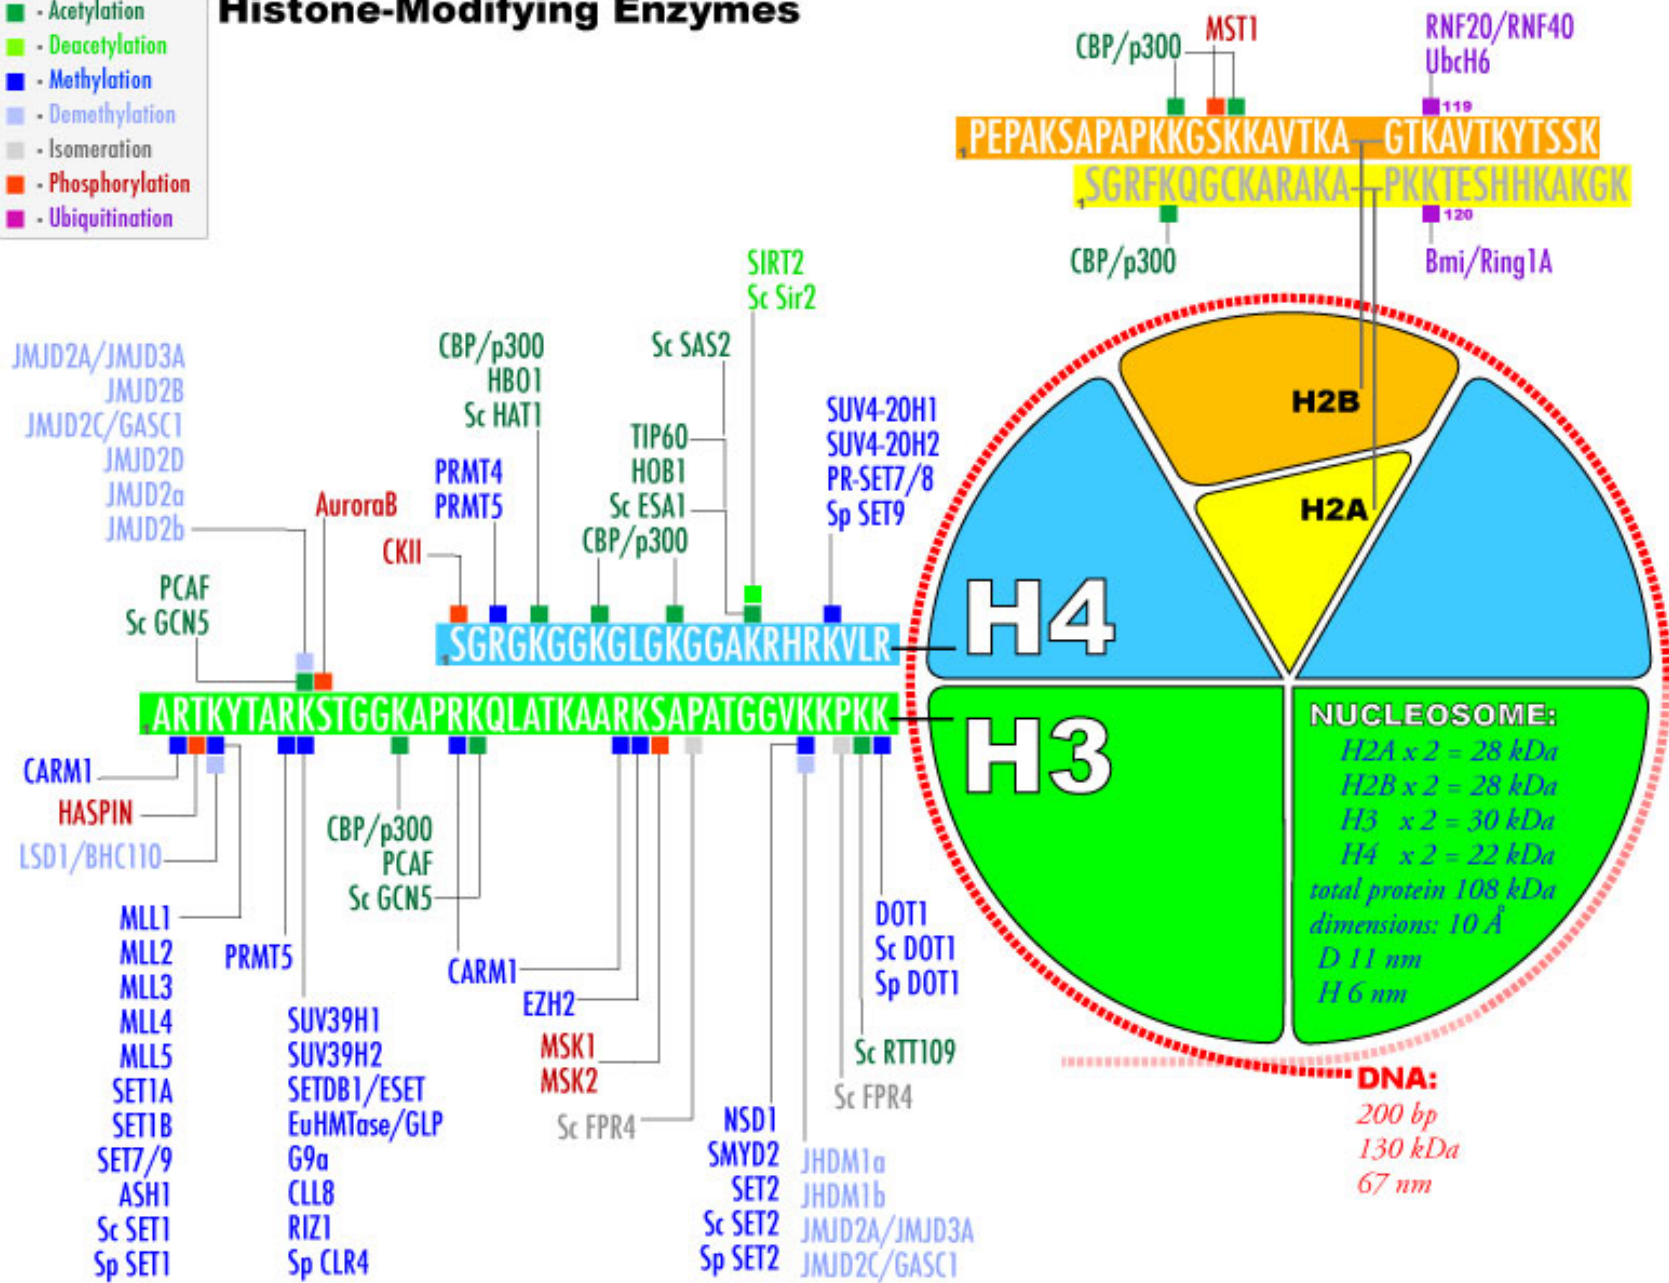 Histone-Modifying Enzymes
- Acetylation
- Deacetylation
- Methylation
- Demethylation
- Isomeration
- Phosphorylation
- Ubiquitination
CBP/p300
MST1
RNF20/RNF40
UbcH6
119
1 PEPAKSAPAPKKGSKKAVTKA GTKAVTKYTSSK
1 SGRFKQGCKARAKA PKKTESHHKAKGK
120
CBP/p300
Bmi/Ring1A
SIRT2
Sc Sir2
JMJD2A/JMJD3A
JMJD2B
JMJD2C/GASC1
JMJD2D
JMJD2a
JMJD2b
AuroraB
PCAF
Sc GCN5
CKII
PRMT4
PRMT5
CBP/p300
HBO1
Sc HAT1
Sc SAS2
TIP60
HOB1
Sc ESA1
CBP/p300
SUV4-20H1
SUV4-20H2
PR-SET7/8
Sp SET9
1 SGRGKGGKGLGKGGAKRHRKVLR
1 ARTKYTARKSTGGKAPRKQLATKAARKSAPATGGVKKPKK
H2B
H2A
H4
H3
NUCLEOSOME:
H2A x 2 = 28 kDa
H2B x 2 = 28 kDa
H3 x 2 = 30 kDa
H4 x 2 = 22 kDa
total protein 108 kDa
dimensions: 10 Å
D 11 nm
H 6 nm
CARM1
HASPIN
LSD1/BHC110
MLL1
MLL2
MLL3
MLL4
MLL5
SET1A
SET1B
SET7/9
ASH1
Sc SET1
Sp SET1
PRMT5
SUV39H1
SUV39H2
SETDB1/ESET
EuHMTase/GLP
G9a
CLL8
RIZ1
Sp CLR4
CBP/p300
PCAF
Sc GCN5
CARM1
EZH2
MSK1
MSK2
Sc FPR4
NSD1
SMYD2
SET2
Sc SET2
Sp SET2
JHDM1a
JHDM1b
JMJD2A/JMJD3A
JMJD2C/GASC1
DOT1
Sc DOT1
Sp DOT1
Sc RTT109
Sc FPR4
DNA:
200 bp
130 kDa
67 nm